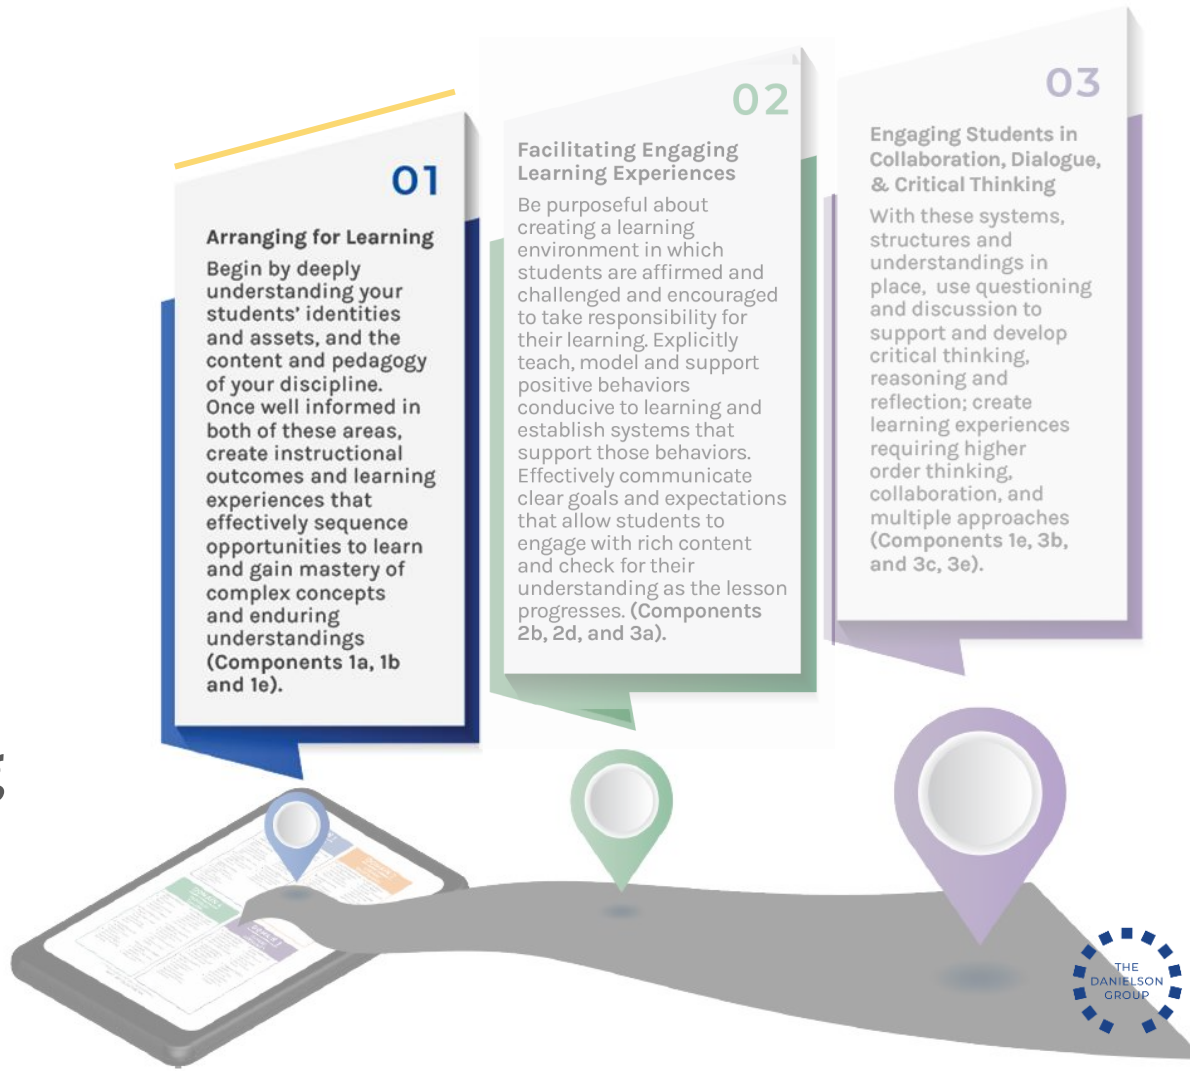 01
Arranging for Learning
Begin by deeply
understanding your
students’ identities
and assets, and the
content and pedagogy
of your discipline.
Once well informed in
both of these areas,
create instructional
outcomes and learning
experiences that
effectively sequence
opportunities to learn
and gain mastery of
complex concepts
and enduring
understandings
(Components 1a, 1b
and 1e).
02
Facilitating Engaging
Learning Experiences
Be purposeful about
creating a learning
environment in which
students are affirmed and
challenged and encouraged
to take responsibility for
their learning. Explicitly
teach, model and support
positive behaviors
conducive to learning and
establish systems that
support those behaviors.
Effectively communicate
clear goals and expectations
that allow students to
engage with rich content
and check for their
understanding as the lesson
progresses. (Components
2b, 2d, and 3a).
03
Engaging Students in
Collaboration, Dialogue,
& Critical Thinking
With these systems,
structures and
understandings in
place, use questioning
and discussion to
support and develop
critical thinking,
reasoning and
reflection; create
learning experiences
requiring higher
order thinking,
collaboration, and
multiple approaches
(Components 1e, 3b,
and 3c, 3e).
THE
DANIELSON
GROUP